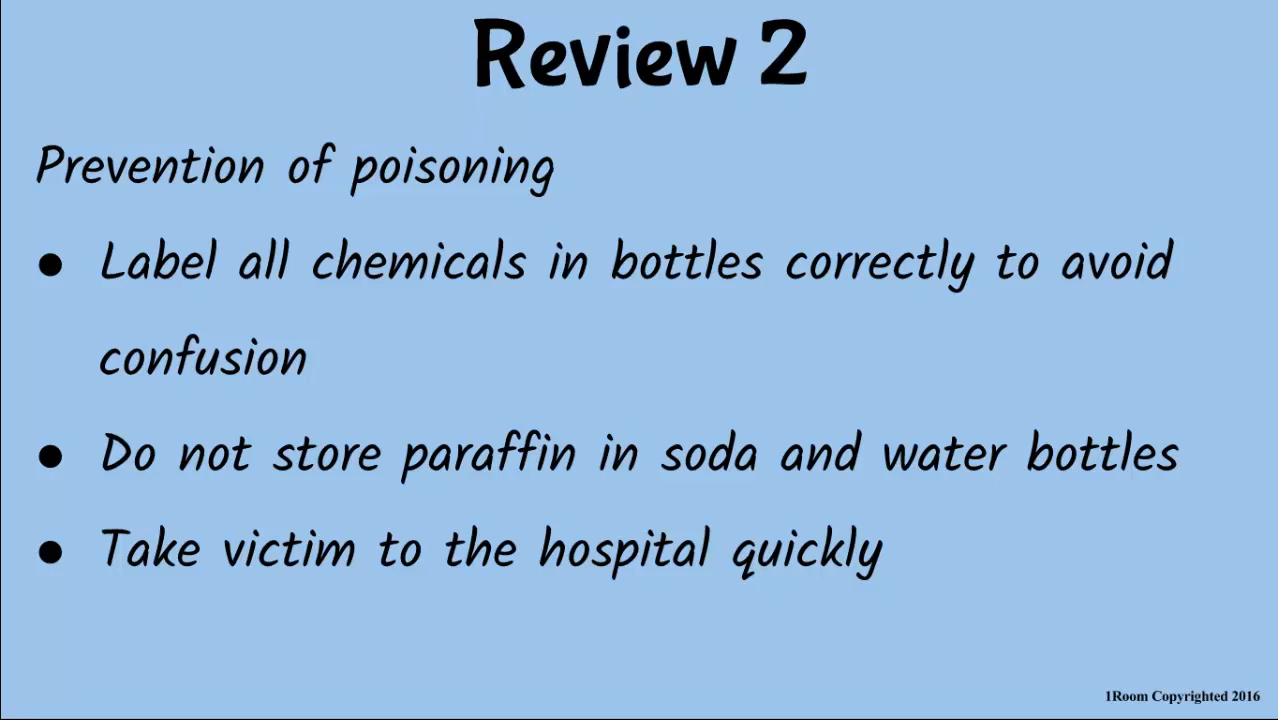 Review 2
Prevention of poisoning
● Label all chemicals in bottles correctly to avoid
confusion
● Do not store paraffin in soda and water bottles
● Take victim to the hospital quickly
1Room Copyrighted 2016